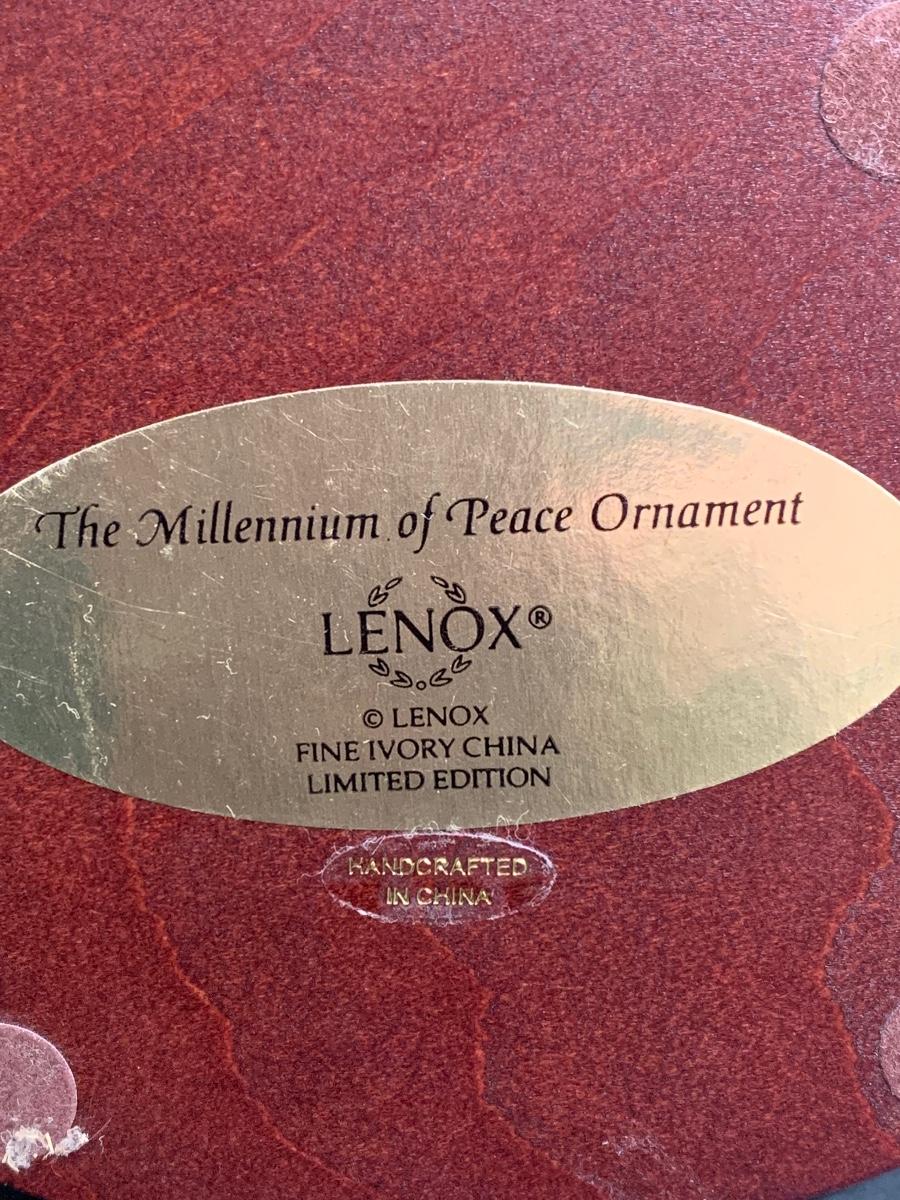 The Millennium of Peace Ornament
LENOX®
© LENOX
FINE IVORY CHINA
LIMITED EDITION
HANDCRAFTED
IN CHINA